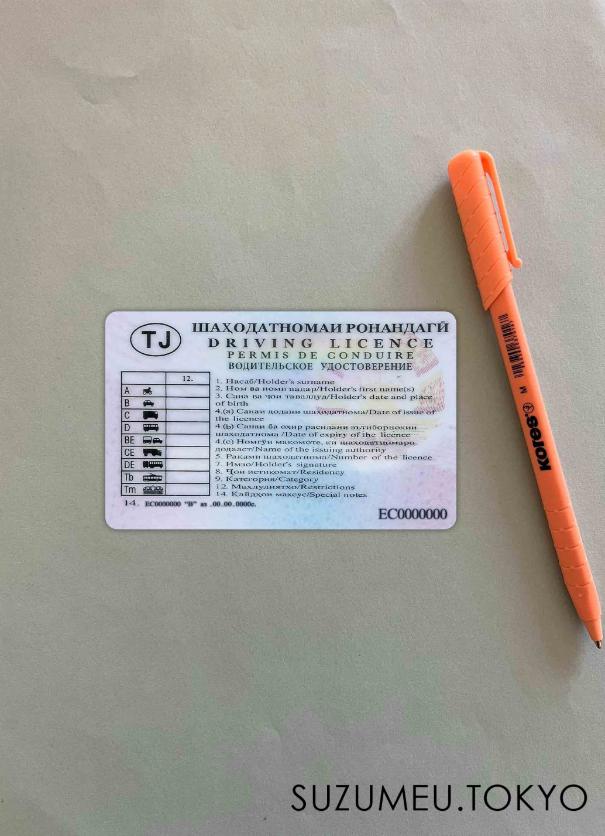 TJ
ШАҲОДАТНОМАИ РОНАНДАГӢ
DRIVING LICENCE
PERMIS DE CONDUIRE
ВОДИТЕЛЬСКОЕ УДОСТОВЕРЕНИЕ
12.
A
B
C
D
BE
CE
DE
Tb
Tm
1. Насаб/Holder's surname
2. Ном ва номи падар/Holder's first name(s)
3. Сана ва ҷои таваллуд/Holder's date and place
of birth
4.(a) Санаи додани шаҳодатнома/Date of issue of
the licence
4.(b) Санаи ба охир расидани эътибориокии
шаҳодатнома /Date of expiry of the licence
4.(c) Номгӯи мақомоте, ки шаҳодатномаро
додааст/Name of the issuing authority
5. Рақами шаҳодатнома/Number of the licence
7. Имзо/Holder's signature
8. Ҷои истиқомат/Residency
9. Категория/Category
12. Маҳдудиятҳо/Restrictions
14. Қайдҳои махсус/Special notes
14. EC0000000 "B" аз .00.00.0000с.
EC0000000
Kores
M
SUZUMEU.TOKYO